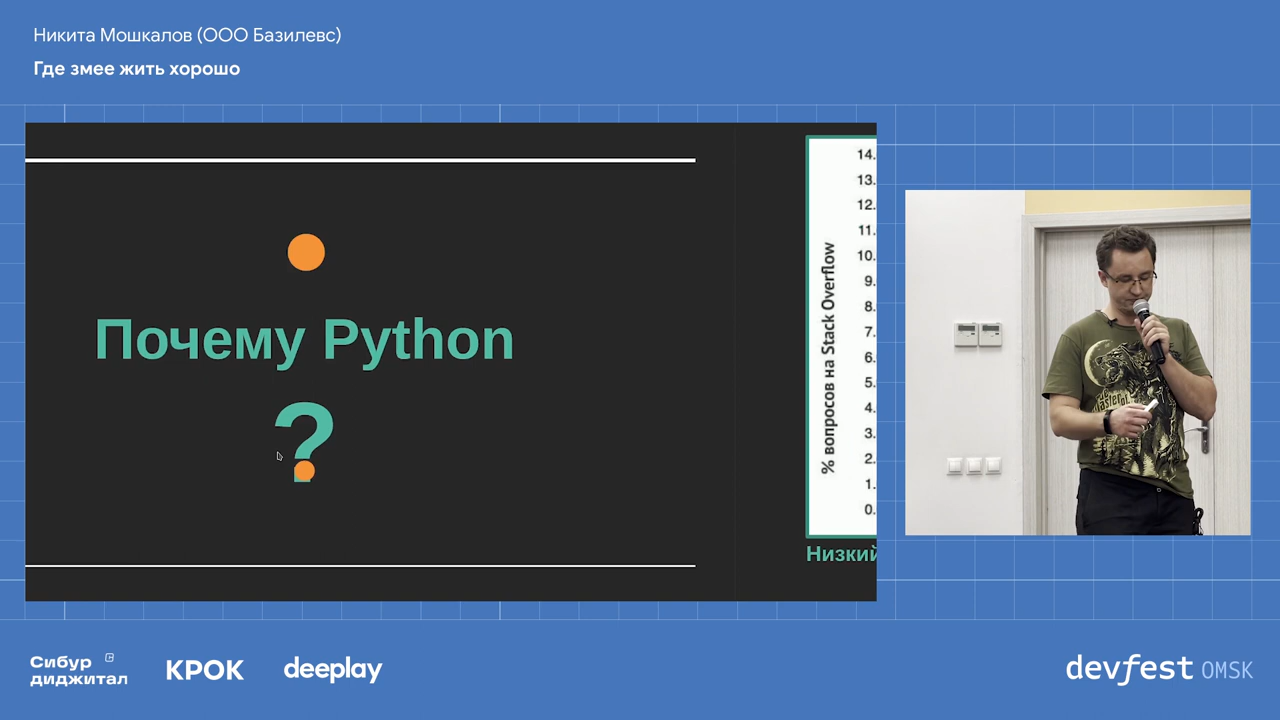 Никита Мошкалов (ООО Базилевс)
Где змее жить хорошо
Почему Python
?
% вопросов на Stack Overflow
14.
13.
12.
11.
10.
9.
8.
7.
6.
5.
4.
3.
2.
1.
0.
Низкий
Сибур
диджитал
КРОК
deeplay
devfest OMSK